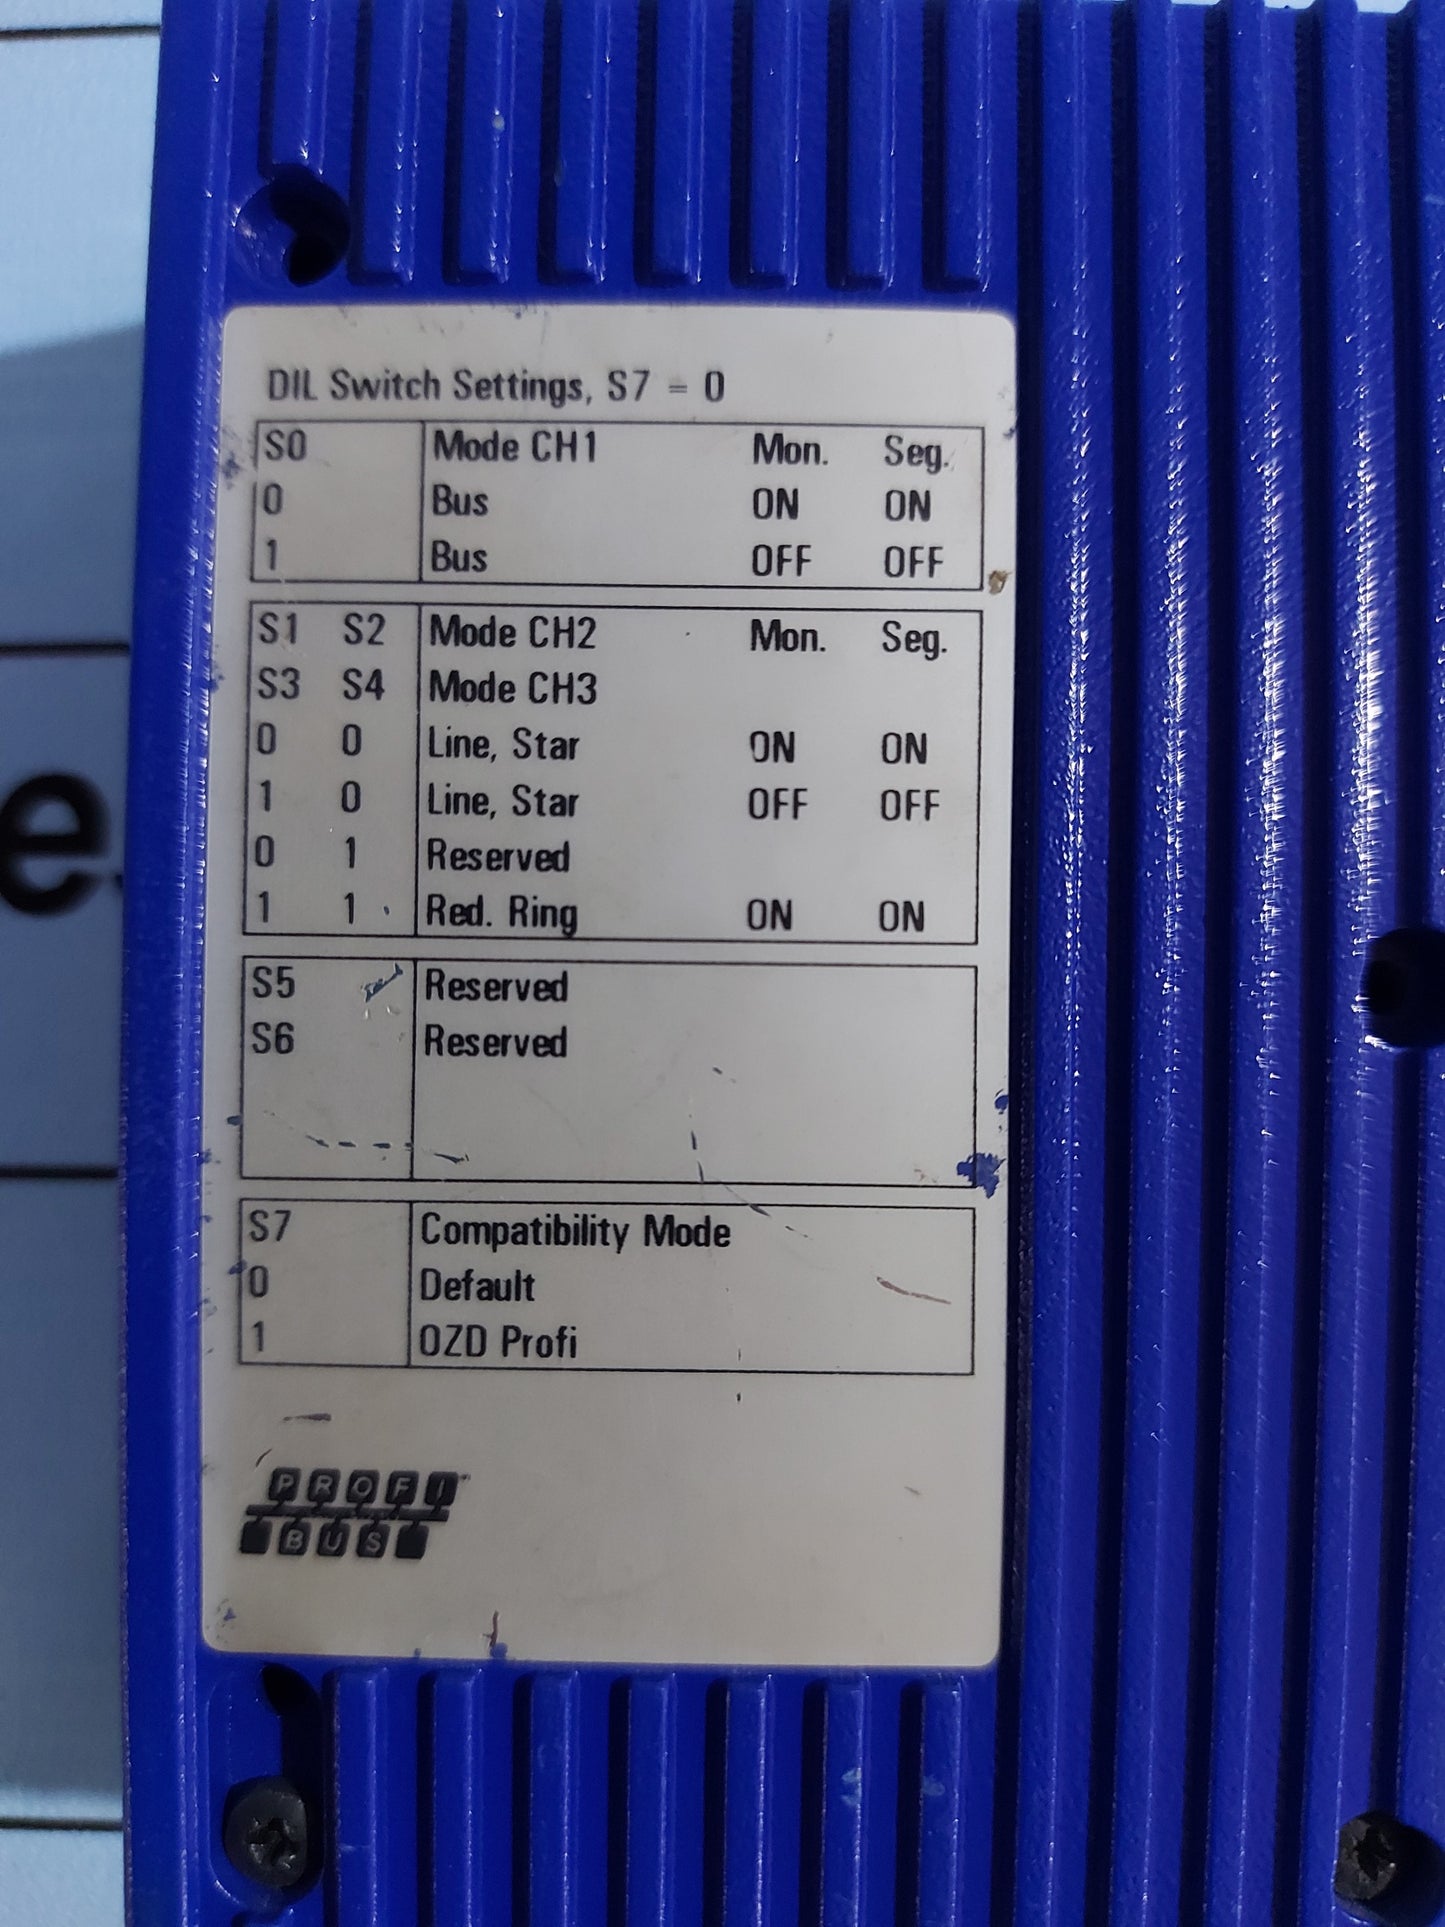 DIL Switch Settings, S7 = 0
S0 Mode CH1 Mon. Seg.
0 Bus ON ON
1 Bus OFF OFF
S1 S2 Mode CH2 Mon. Seg.
S3 S4 Mode CH3
0 0 Line, Star ON ON
1 0 Line, Star OFF OFF
0 1 Reserved
1 1 Red. Ring ON ON
S5 Reserved
S6 Reserved
S7 Compatibility Mode
0 Default
1 OZD Profi
PROFI
BUS
e.